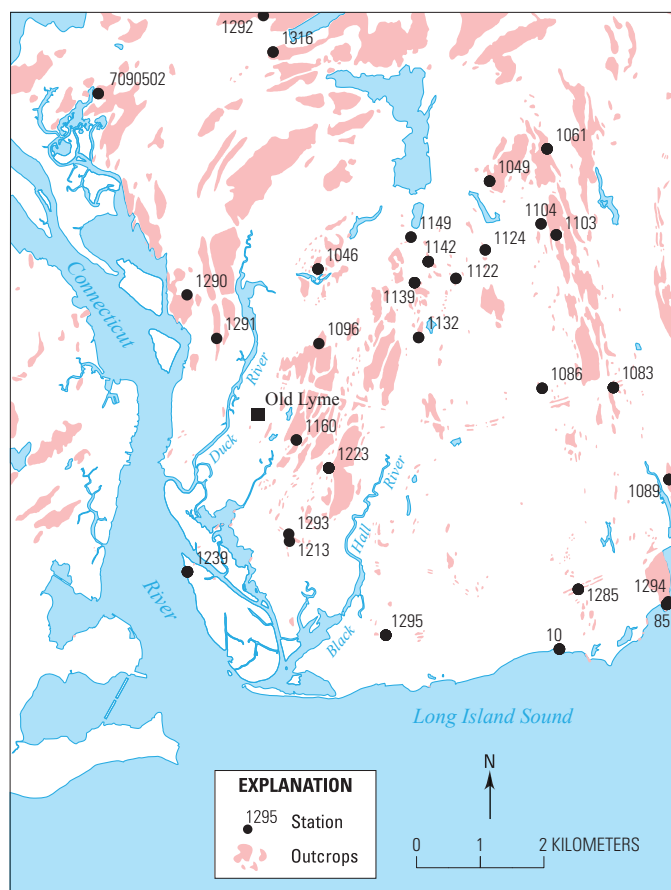 1292
1316
7090502
1061
1049
1104
1103
1149
1124
1142
1046
1122
1139
Connecticut
1290
1132
1291
1096
River
1086
1083
Old Lyme
1160
Duck
1223
River
1089
1293
Hall
1213
1239
1285
1294
River
85
1295
Black
10
Long Island Sound
EXPLANATION
1295 Station
Outcrops
N
0 1 2 KILOMETERS